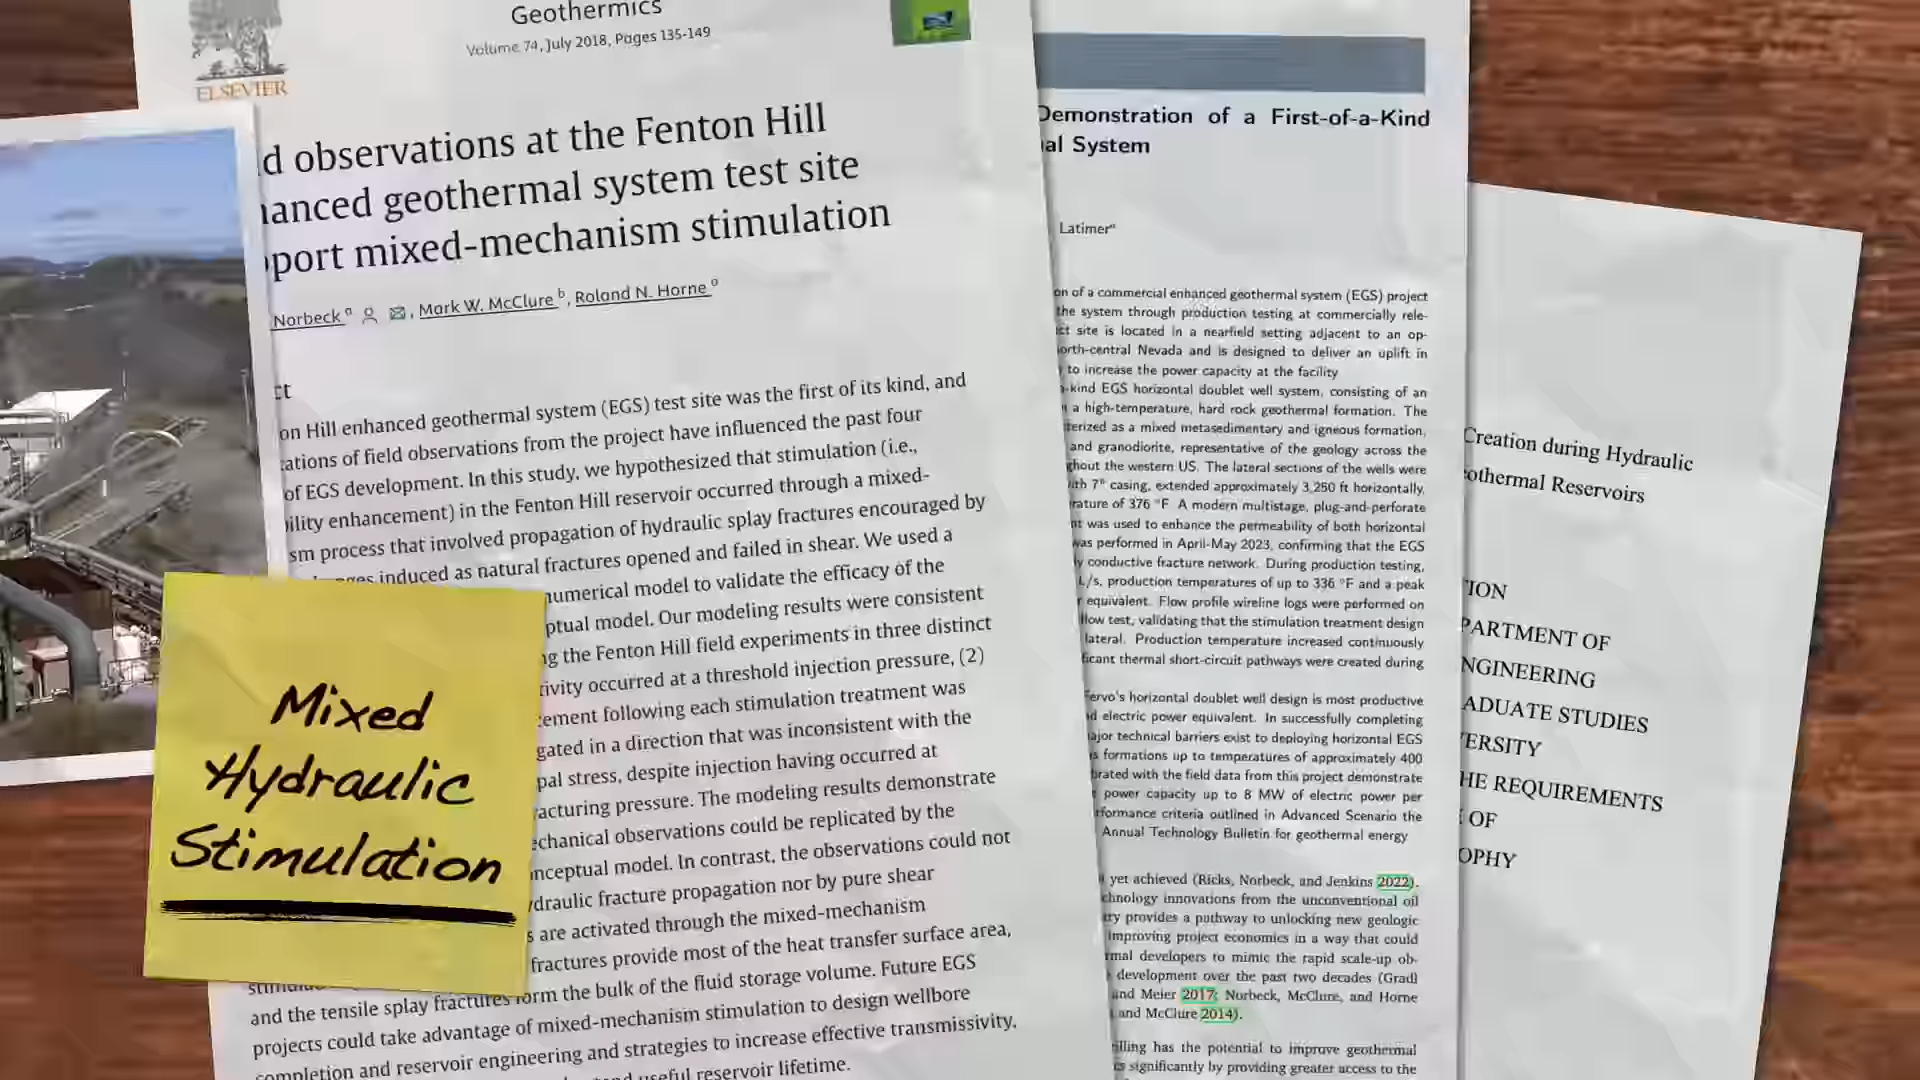 ELSEVIER
Geothermics
Volume 74, July 2018, Pages 135-149
d observations at the Fenton Hill
anced geothermal system test site
port mixed-mechanism stimulation
Norbeck a, Mark W. McClure b, Roland N. Horne a
ct
on Hill enhanced geothermal system (EGS) test site was the first of its kind, and
ations of field observations from the project have influenced the past four
of EGS development. In this study, we hypothesized that stimulation (i.e.,
ility enhancement) in the Fenton Hill reservoir occurred through a mixed-
sm process that involved propagation of hydraulic splay fractures encouraged by
induced as natural fractures opened and failed in shear. We used a
numerical model to validate the efficacy of the
ptual model. Our modeling results were consistent
g the Fenton Hill field experiments in three distinct
tivity occurred at a threshold injection pressure, (2)
ement following each stimulation treatment was
gated in a direction that was inconsistent with the
pal stress, despite injection having occurred at
acturing pressure. The modeling results demonstrate
echanical observations could be replicated by the
nceptual model. In contrast, the observations could not
draulic fracture propagation nor by pure shear
s are activated through the mixed-mechanism
fractures provide most of the heat transfer surface area,
and the tensile splay fractures form the bulk of the fluid storage volume. Future EGS
projects could take advantage of mixed-mechanism stimulation to design wellbore
completion and reservoir engineering and strategies to increase effective transmissivity,
useful reservoir lifetime.
Mixed
Hydraulic
Stimulation
Demonstration of a First-of-a-Kind
al System
Latimer a
on of a commercial enhanced geothermal system (EGS) project
the system through production testing at commercially rele-
ct site is located in a nearfield setting adjacent to an op-
orth-central Nevada and is designed to deliver an uplift in
to increase the power capacity at the facility
-kind EGS horizontal doublet well system, consisting of an
a high-temperature, hard rock geothermal formation. The
terized as a mixed metasedimentary and igneous formation,
and granodiorite, representative of the geology across the
ghout the western US. The lateral sections of the wells were
ith 7" casing, extended approximately 3,250 ft horizontally,
rature of 376 °F A modern multistage, plug-and-perforate
nt was used to enhance the permeability of both horizontal
was performed in April-May 2023, confirming that the EGS
y conductive fracture network. During production testing,
L/s, production temperatures of up to 336 °F and a peak
r equivalent. Flow profile wireline logs were performed on
low test, validating that the stimulation treatment design
lateral. Production temperature increased continuously
ficant thermal short-circuit pathways were created during
Fervo's horizontal doublet well design is most productive
d electric power equivalent. In successfully completing
ajor technical barriers exist to deploying horizontal EGS
s formations up to temperatures of approximately 400
brated with the field data from this project demonstrate
power capacity up to 8 MW of electric power per
rformance criteria outlined in Advanced Scenario the
Annual Technology Bulletin for geothermal energy
yet achieved (Ricks, Norbeck, and Jenkins 2022).
chnology innovations from the unconventional oil
try provides a pathway to unlocking new geologic
improving project economics in a way that could
rmal developers to mimic the rapid scale-up ob-
development over the past two decades (Gradl
and Meier 2017; Norbeck, McClure, and Horne
and McClure 2014).
illing has the potential to improve geothermal
s significantly by providing greater access to the
Creation during Hydraulic
eothermal Reservoirs
TION
PARTMENT OF
NGINEERING
ADUATE STUDIES
ERSITY
HE REQUIREMENTS
OF
OPHY